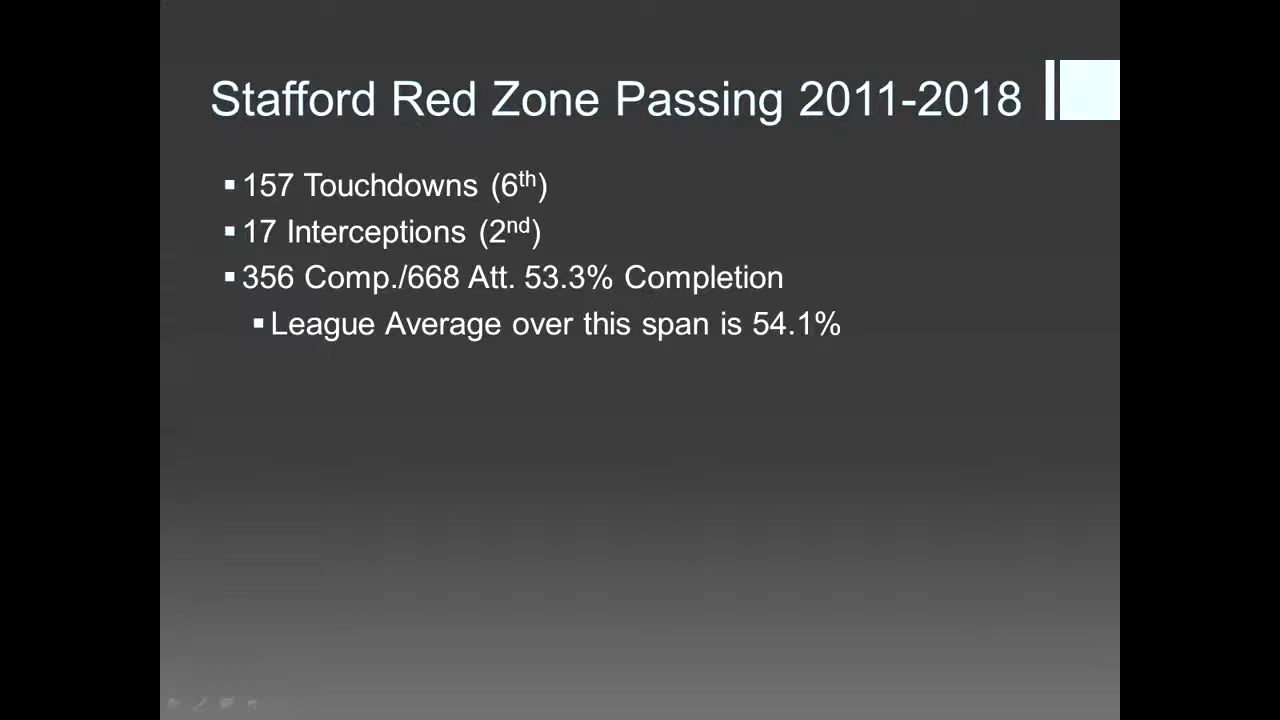 Stafford Red Zone Passing 2011-2018
▪157 Touchdowns (6th)
▪17 Interceptions (2nd)
▪356 Comp./668 Att. 53.3% Completion
▪League Average over this span is 54.1%